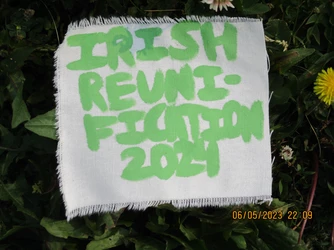 IRISH
REUNI-
FICATION
2024
06/05/2023 22:09